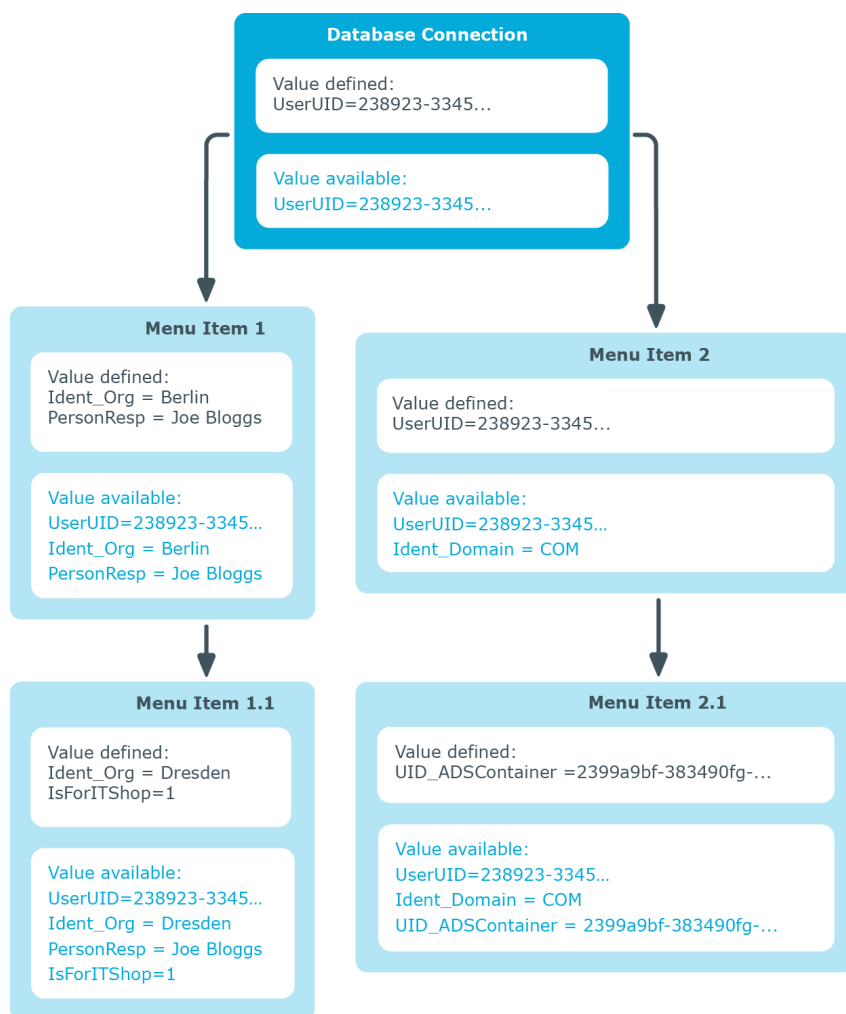 Database Connection
Value defined:
UserUID=238923-3345...
Value available:
UserUID=238923-3345...
Menu Item 1
Value defined:
Ident_Org = Berlin
PersonResp = Joe Bloggs
Value available:
UserUID=238923-3345...
Ident_Org = Berlin
PersonResp = Joe Bloggs
Menu Item 2
Value defined:
UserUID=238923-3345...
Value available:
UserUID=238923-3345...
Ident_Domain = COM
Menu Item 1.1
Value defined:
Ident_Org = Dresden
IsForITShop=1
Value available:
UserUID=238923-3345...
Ident_Org = Dresden
PersonResp = Joe Bloggs
IsForITShop=1
Menu Item 2.1
Value defined:
UID_ADSContainer =2399a9bf-383490fg-...
Value available:
UserUID=238923-3345...
Ident_Domain = COM
UID_ADSContainer = 2399a9bf-383490fg-...